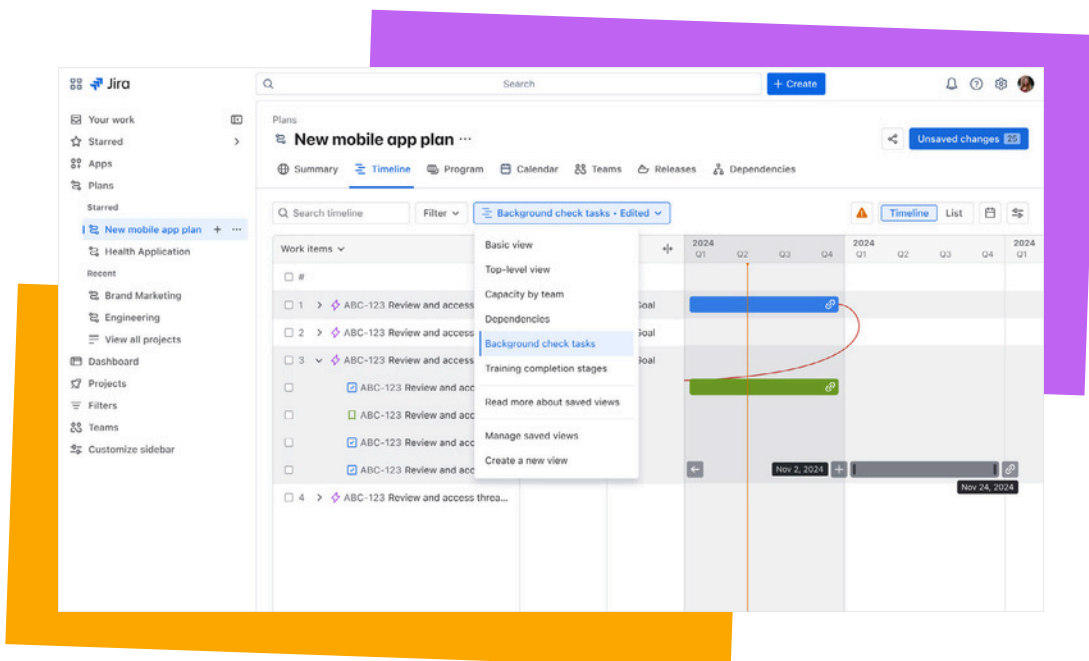 Jira
Search
+ Create
Your work
Starred
Apps
Plans
Starred
New mobile app plan
Health Application
Recent
Brand Marketing
Engineering
View all projects
Dashboard
Projects
Filters
Teams
Customize sidebar
Plans
New mobile app plan ...
Unsaved changes 25
Summary Timeline Program Calendar Teams Releases Dependencies
Search timeline Filter Background check tasks • Edited Timeline List
Work items
Basic view
Top-level view
Capacity by team
Dependencies
Background check tasks
Training completion stages
Read more about saved views
Manage saved views
Create a new view
2024 2024 2024
Q1 Q2 Q3 Q4 Q1 Q2 Q3 Q4 Q1
#
1 ABC-123 Review and access Goal
2 ABC-123 Review and access Goal
3 ABC-123 Review and access Goal
ABC-123 Review and acc
ABC-123 Review and acc
ABC-123 Review and acc
ABC-123 Review and acc
Nov 2, 2024
Nov 24, 2024
4 ABC-123 Review and access threa...